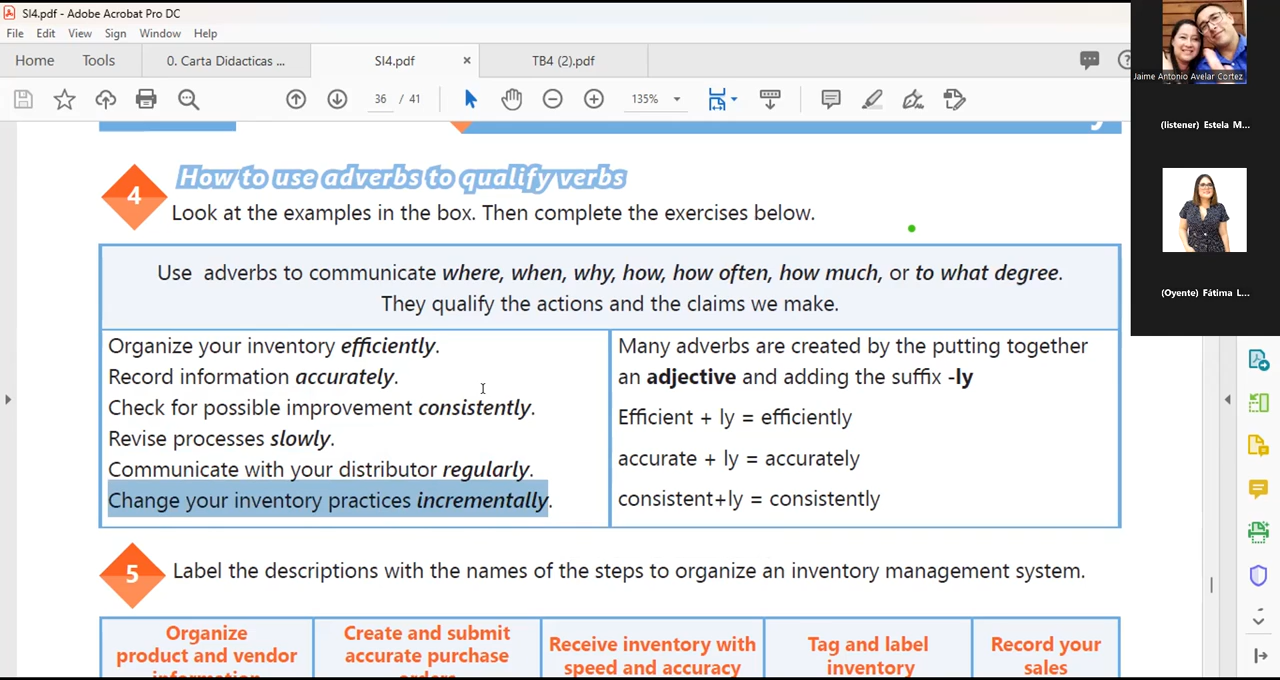 SI4.pdf - Adobe Acrobat Pro DC
File Edit View Sign Window Help
Home Tools 0. Carta Didacticas ... SI4.pdf × TB4 (2).pdf
36 / 41 135%
Jaime Antonio Avelar Cortez
(listener) Estela M...
(Oyente) Fátima L...
4 How to use adverbs to qualify verbs
Look at the examples in the box. Then complete the exercises below.
Use adverbs to communicate where, when, why, how, how often, how much, or to what degree.
They qualify the actions and the claims we make.
Organize your inventory efficiently.
Record information accurately.
Check for possible improvement consistently.
Revise processes slowly.
Communicate with your distributor regularly.
Change your inventory practices incrementally.
Many adverbs are created by the putting together
an adjective and adding the suffix -ly
Efficient + ly = efficiently
accurate + ly = accurately
consistent+ly = consistently
5 Label the descriptions with the names of the steps to organize an inventory management system.
Organize
product and vendor
information
Create and submit
accurate purchase
orders
Receive inventory with
speed and accuracy
Tag and label
inventory
Record your
sales